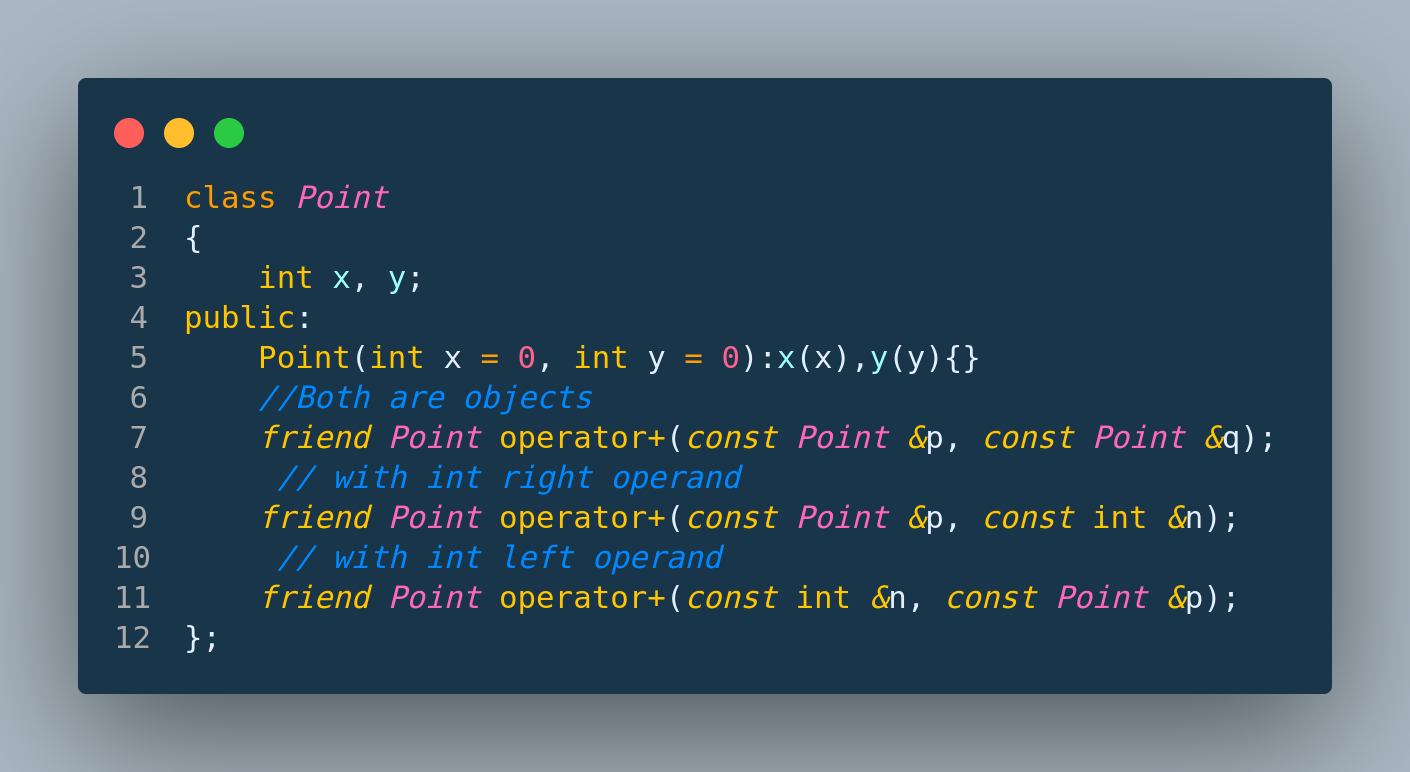 1 class Point
2 {
3     int x, y;
4 public:
5     Point(int x = 0, int y = 0):x(x),y(y){}
6     //Both are objects
7     friend Point operator+(const Point &p, const Point &q);
8      // with int right operand
9     friend Point operator+(const Point &p, const int &n);
10      // with int left operand
11     friend Point operator+(const int &n, const Point &p);
12 };